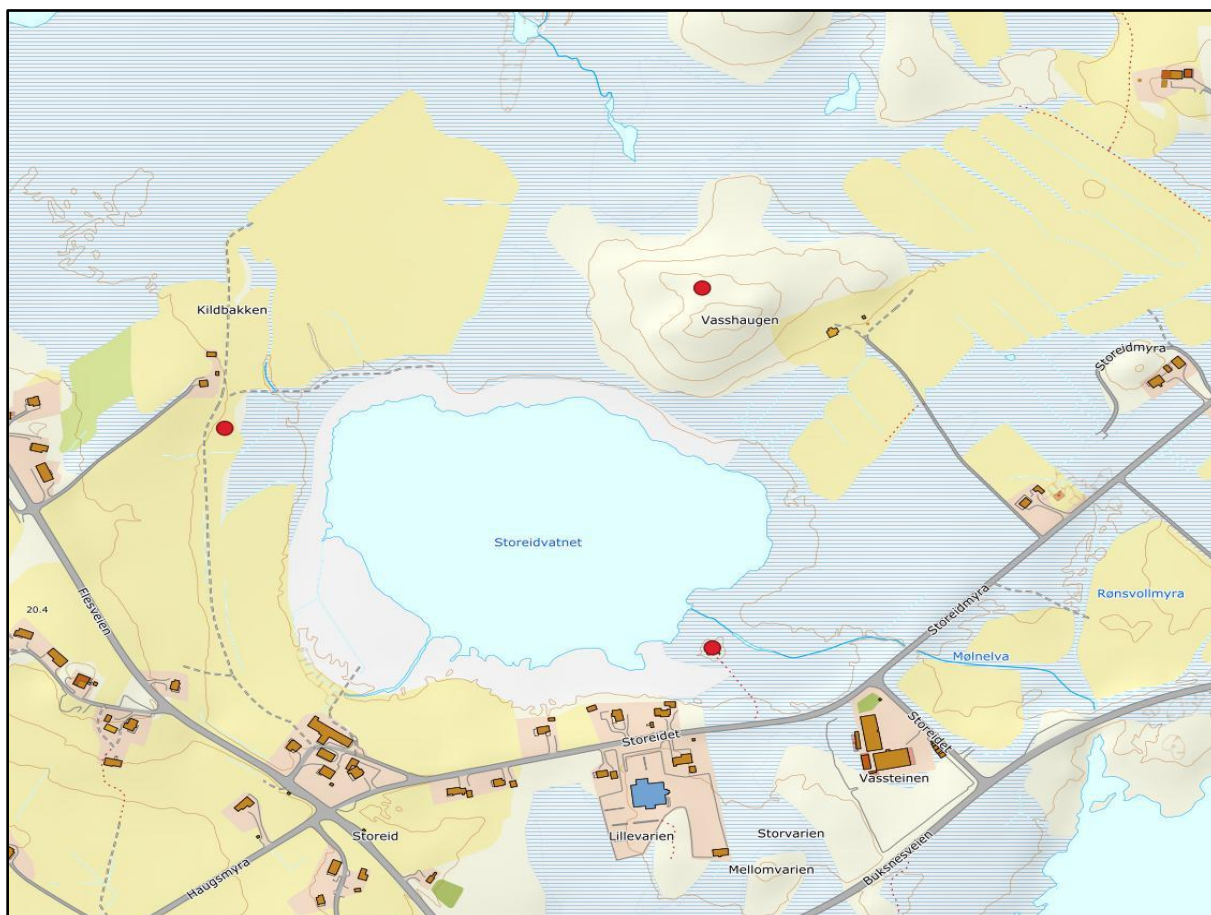 Kildbakken
Vasshaugen
Storeidmyra
Storeidvatnet
Rønsvollmyra
Storeidmyra
Flesveien
20.4
Mølnelva
Storeidet
Storeidet
Vassteinen
Storeid
Lillevarien
Storvarien
Mellomvarien
Buksnesveien
Haugsmyra